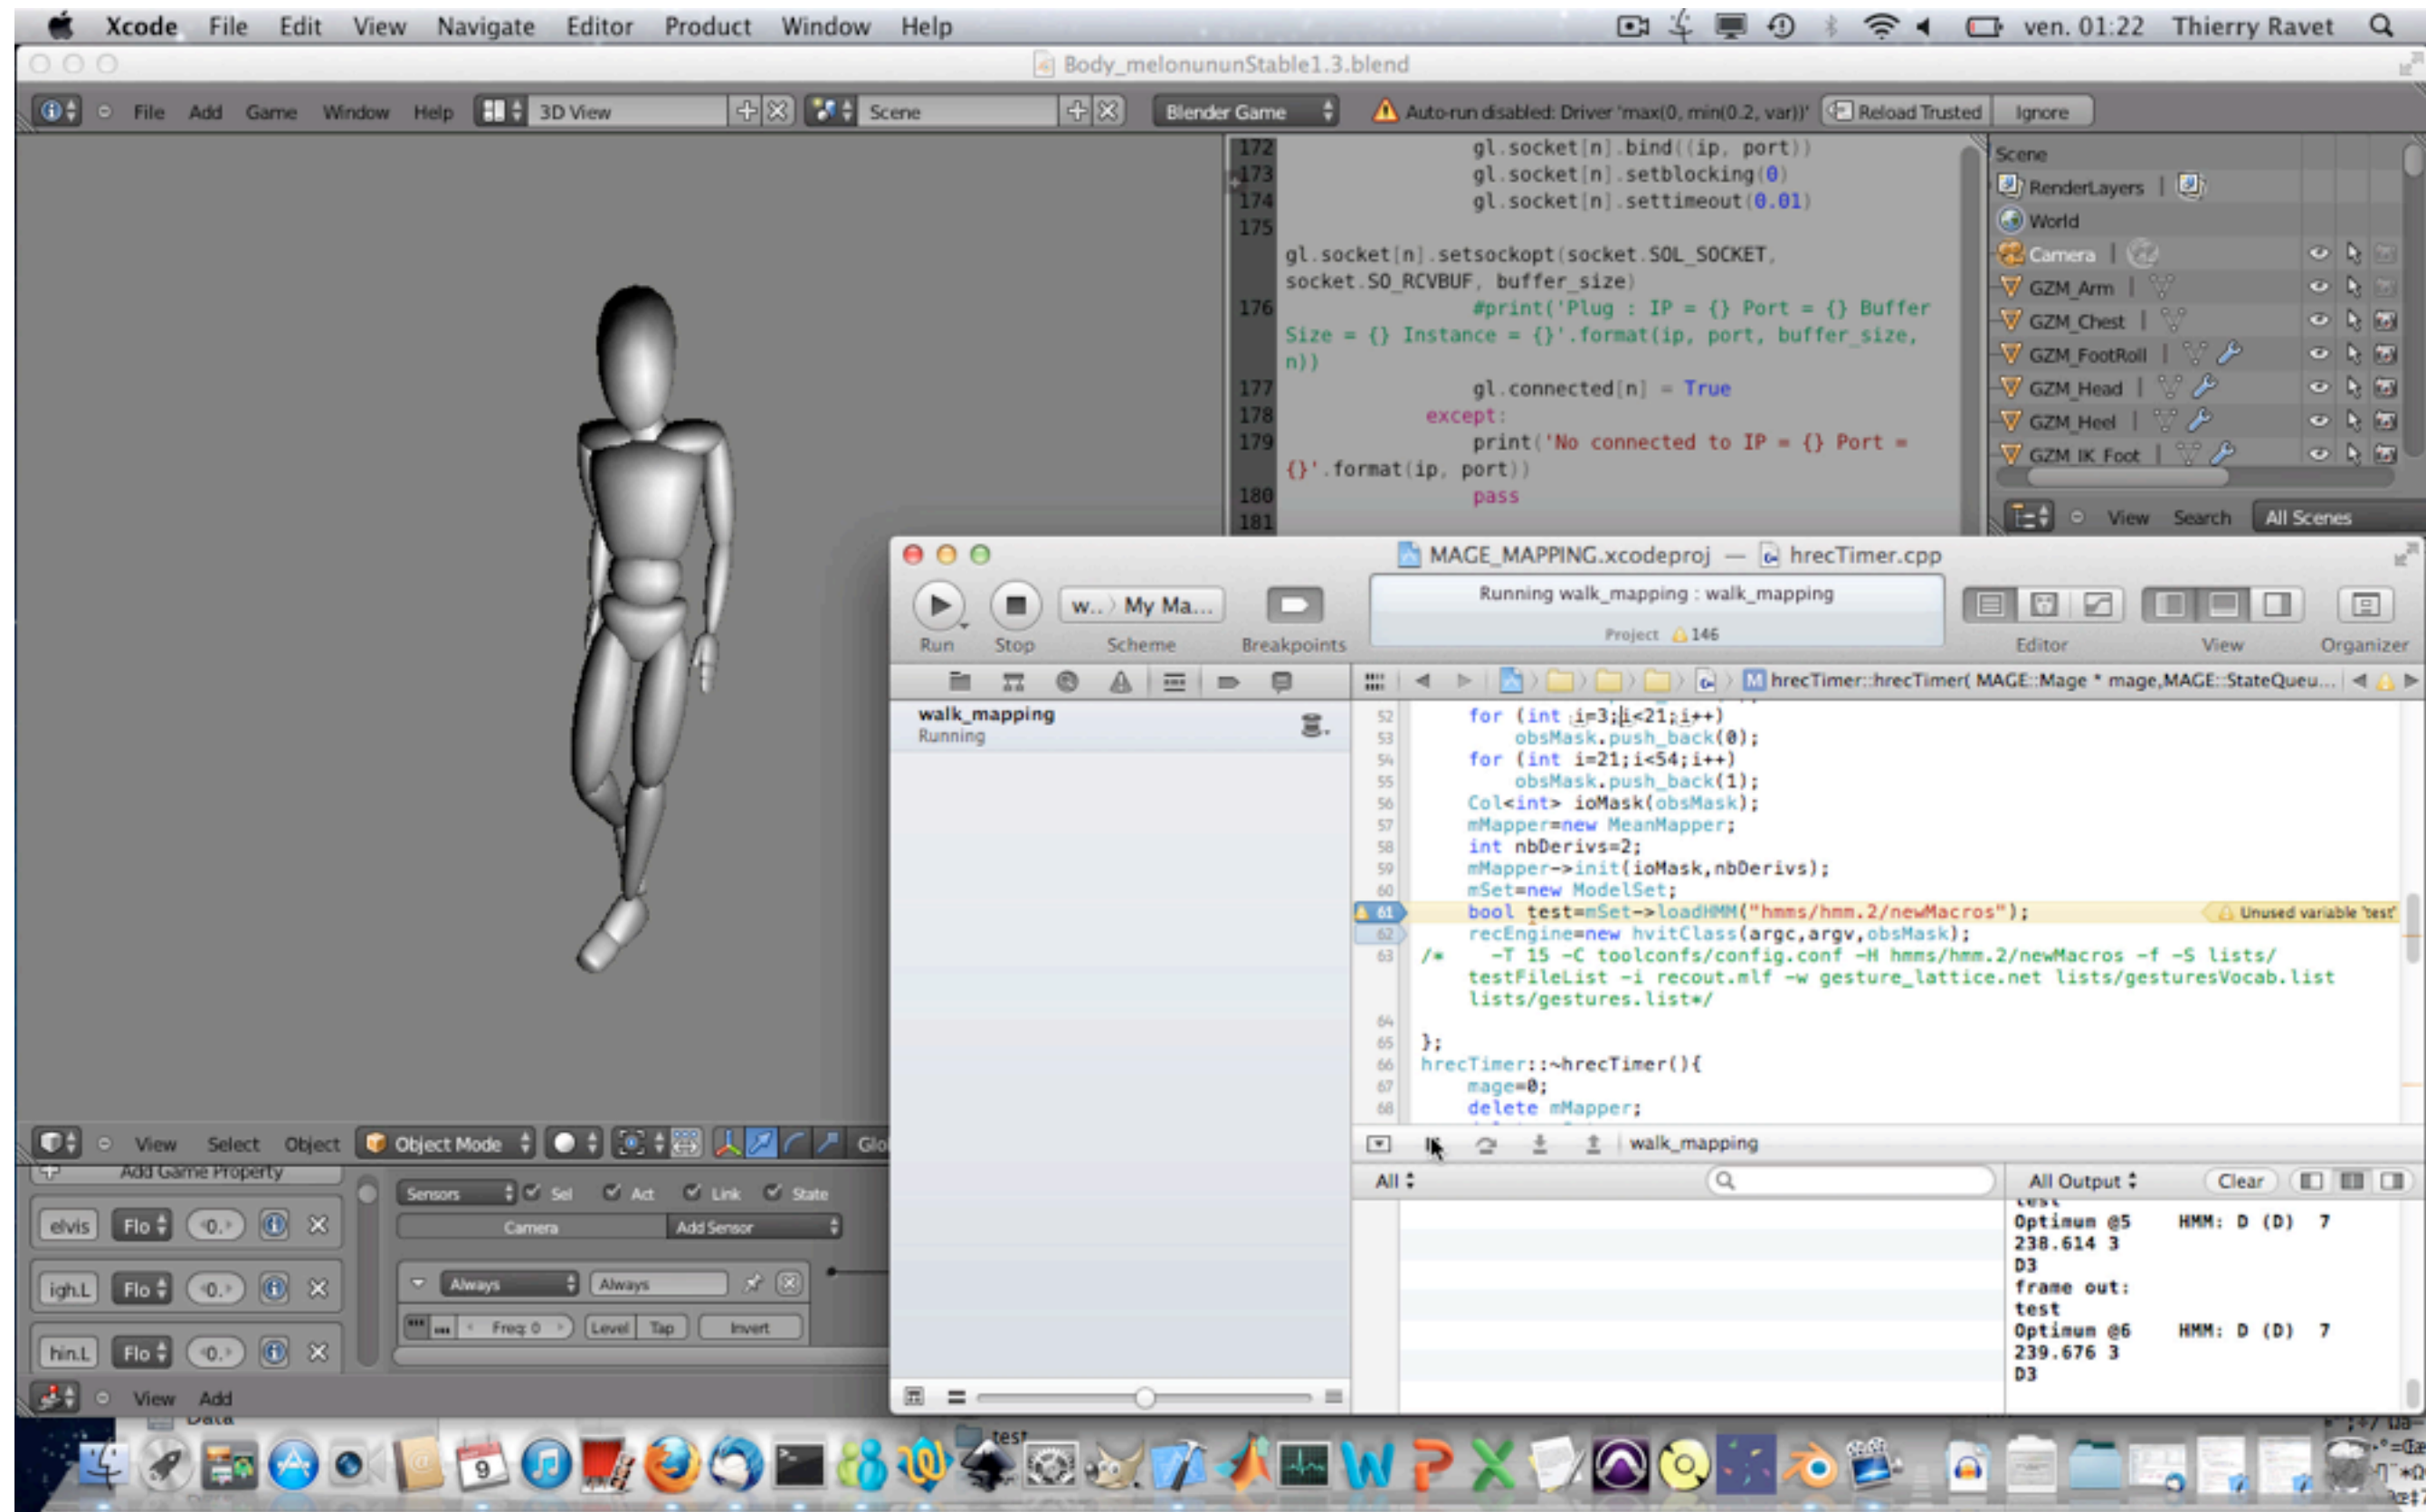 Xcode File Edit View Navigate Editor Product Window Help ven. 01:22 Thierry Ravet
Body_melonununStable1.3.blend
File Add Game Window Help 3D View Scene Blender Game Auto-run disabled: Driver 'max(0, min(0.2, var))' Reload Trusted Ignore
172 gl.socket[n].bind((ip, port))
173 gl.socket[n].setblocking(0)
174 gl.socket[n].settimeout(0.01)
175
gl.socket[n].setsockopt(socket.SOL_SOCKET,
socket.SO_RCVBUF, buffer_size)
176 #print('Plug : IP = {} Port = {} Buffer
Size = {} Instance = {}'.format(ip, port, buffer_size,
n))
177 gl.connected[n] = True
178 except:
179 print('No connected to IP = {} Port =
{}'.format(ip, port))
180 pass
181
Scene
RenderLayers
World
Camera
GZM_Arm
GZM_Chest
GZM_FootRoll
GZM_Head
GZM_Heel
GZM_IK_Foot
View Search All Scenes
MAGE_MAPPING.xcodeproj — hrecTimer.cpp
Running walk_mapping : walk_mapping
Project 146
w.. My Ma...
Run Stop Scheme Breakpoints Editor View Organizer
hrecTimer::hrecTimer( MAGE::Mage * mage,MAGE::StateQueu...
walk_mapping
Running
52 for (int i=3;i<21;i++)
53 obsMask.push_back(0);
54 for (int i=21;i<54;i++)
55 obsMask.push_back(1);
56 Col<int> ioMask(obsMask);
57 mMapper=new MeanMapper;
58 int nbDerivs=2;
59 mMapper->init(ioMask,nbDerivs);
60 mSet=new ModelSet;
61 bool test=mSet->loadHMM("hmms/hmm.2/newMacros"); Unused variable 'test'
62 recEngine=new hvitClass(argc,argv,obsMask);
63 /* -T 15 -C toolconfs/config.conf -H hmms/hmm.2/newMacros -f -S lists/
testFileList -i recout.mlf -w gesture_lattice.net lists/gesturesVocab.list
lists/gestures.list*/
64
65 };
66 hrecTimer::~hrecTimer(){
67 mage=0;
68 delete mMapper;
walk_mapping
All All Output Clear
test
Optimum @5 HMM: D (D) 7
238.614 3
D3
frame out:
test
Optimum @6 HMM: D (D) 7
239.676 3
D3
View Select Object Object Mode Glo
Add Game Property
Sensors Sel Act Link State
Camera Add Sensor
elvis Flo 0.
igh.L Flo 0.
Always Always
Freq: 0 Level Tap Invert
hin.L Flo 0.
View Add
Data
test
9